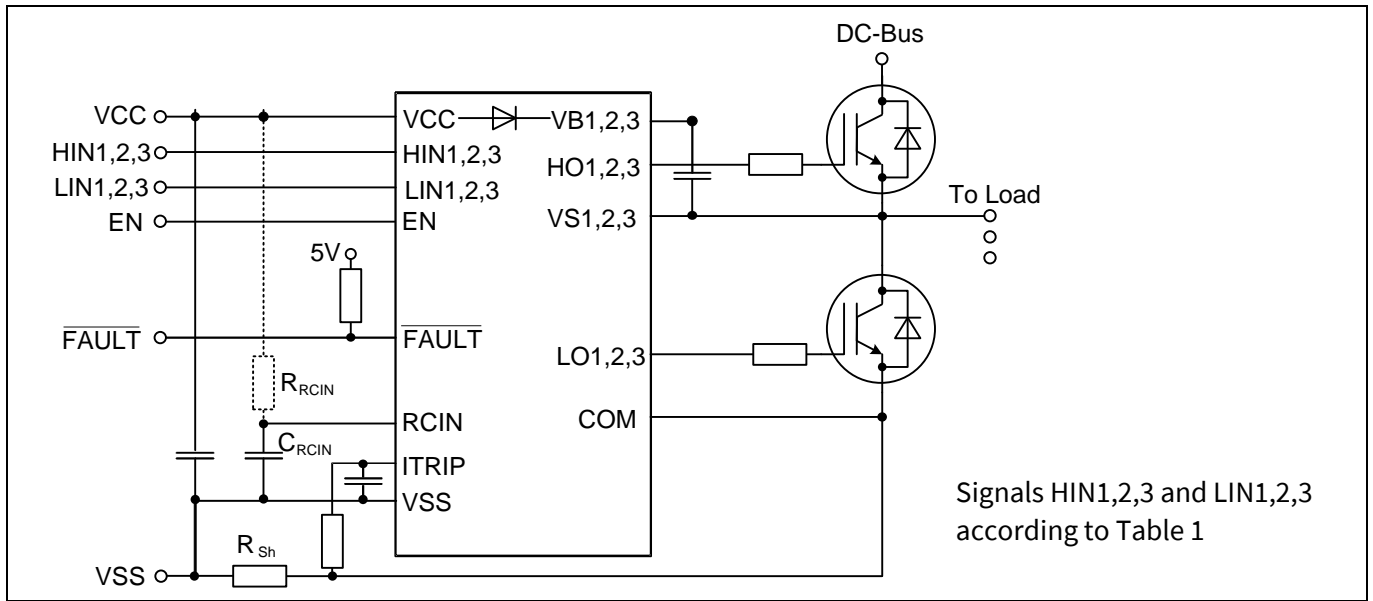 DC-Bus
VCC
VCC
VB1,2,3
HIN1,2,3
HIN1,2,3
HO1,2,3
LIN1,2,3
LIN1,2,3
To Load
EN
EN
VS1,2,3
5V
FAULT
FAULT
LO1,2,3
RRCIN
RCIN
COM
CRCIN
ITRIP
VSS
Signals HIN1,2,3 and LIN1,2,3
according to Table 1
RSh
VSS